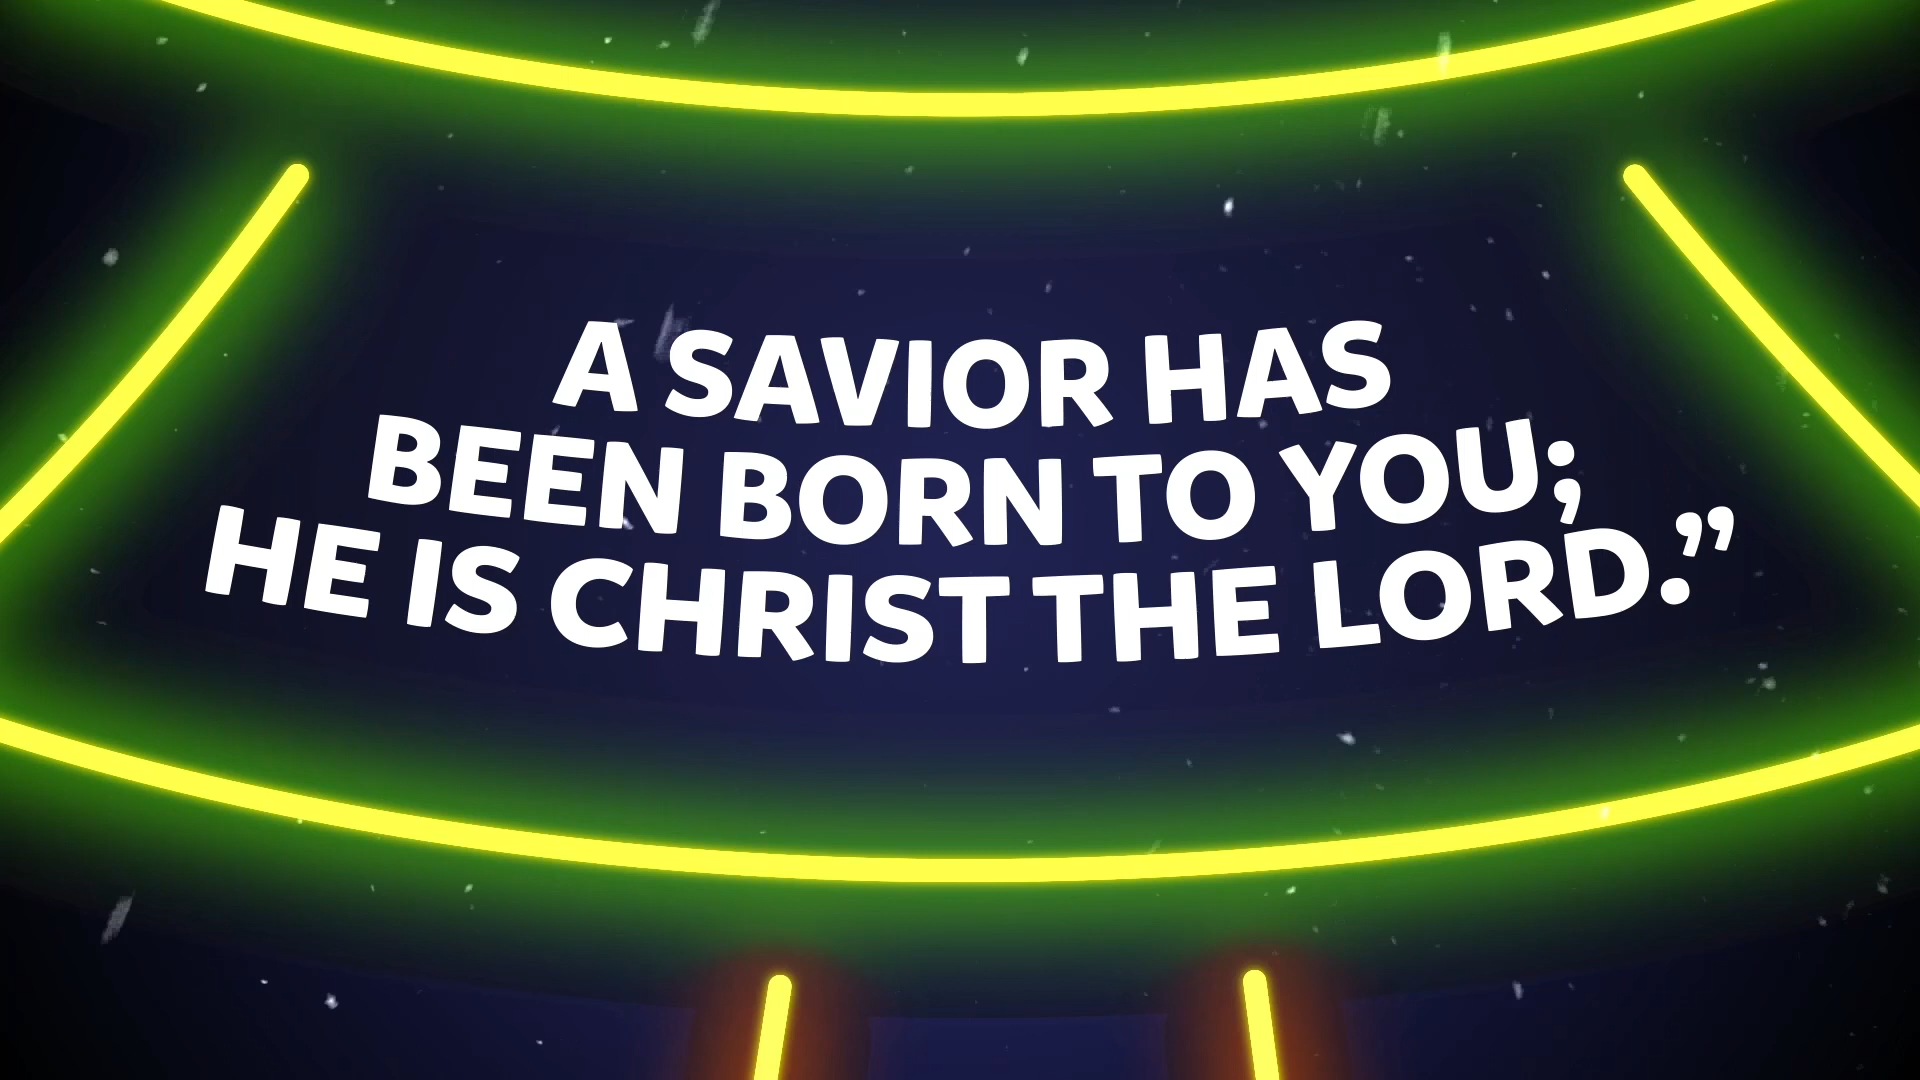 A SAVIOR HAS
BEEN BORN TO YOU;
HE IS CHRIST THE LORD.”